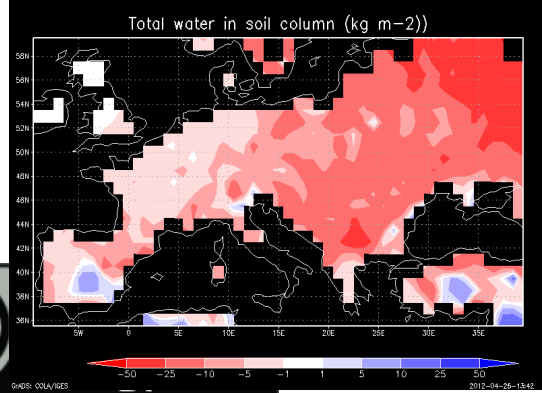 Total water in soil column (kg m-2))
58N
56N
54N
52N
50N
48N
46N
44N
42N
40N
38N
36N
5W 0 5E 10E 15E 20E 25E 30E 35E
-50 -25 -10 -5 -1 1 5 10 25 50
GrADS: COLA/IGES 2012-04-25-13:42